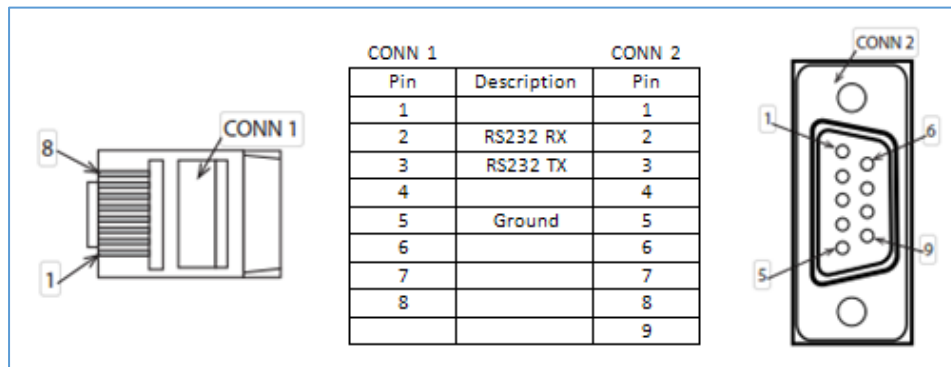 CONN 1 CONN 2
Pin Description Pin
1 1
2 RS232 RX 2
3 RS232 TX 3
4 4
5 Ground 5
6 6
7 7
8 8
9
8
CONN 1
1
CONN 2
1
6
5
9